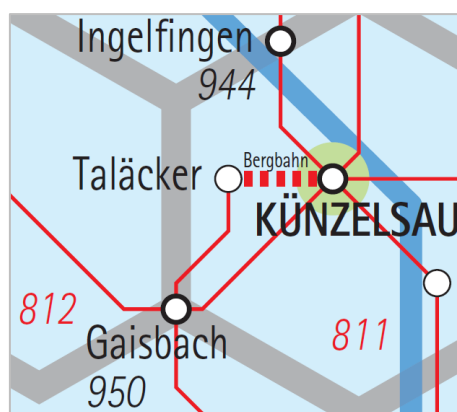 Ingelfingen
944
Bergbahn
Taläcker
KÜNZELSAU
812
811
Gaisbach
950